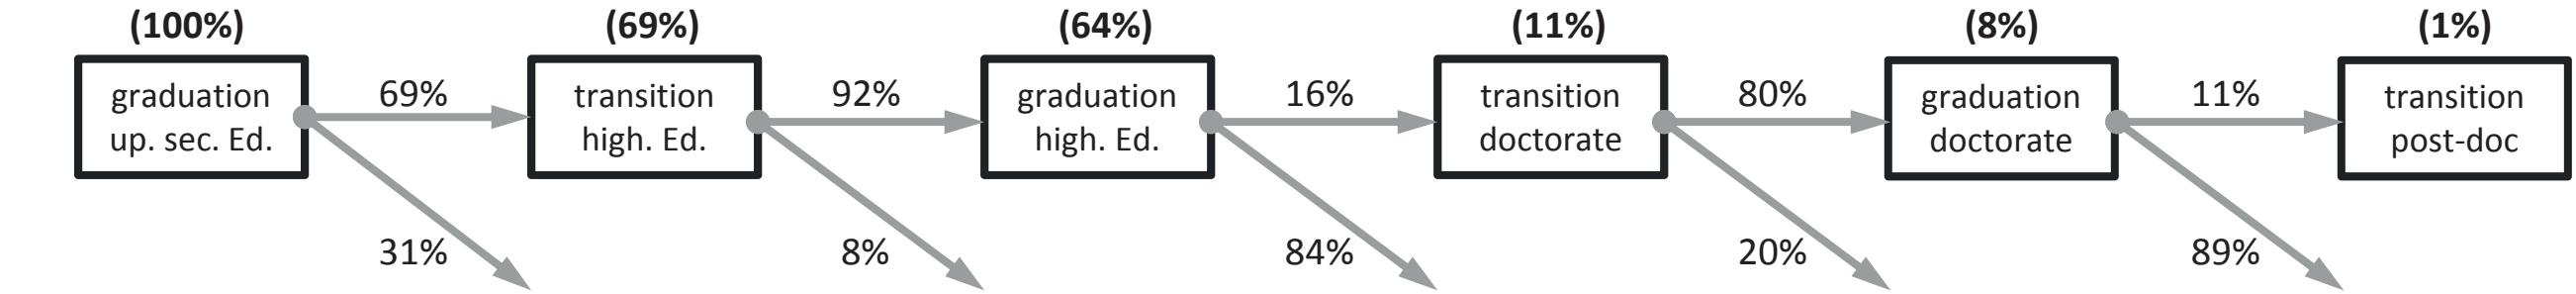 (100%) (69%) (64%) (11%) (8%) (1%)
graduation 69% transition 92% graduation 16% transition 80% graduation 11% transition
up. sec. Ed. high. Ed. high. Ed. doctorate doctorate post-doc
31% 8% 84% 20% 89%